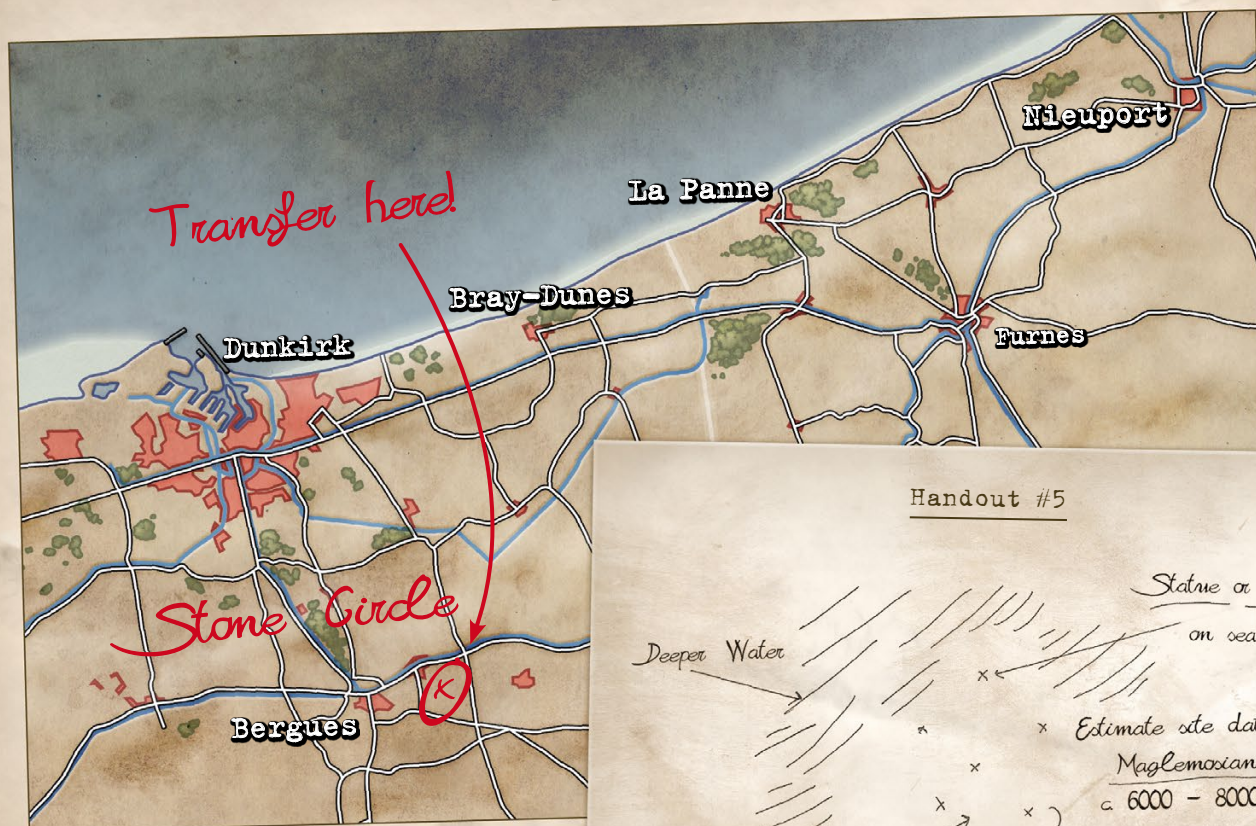 Nieuport
La Panne
Transfer here!
Bray-Dunes
Dunkirk
Furnes
Handout #5
Stone Circle
Statue or
on sea
Deeper Water
Bergues
x
Estimate site dat
Maglemosian
c. 6000 - 8000